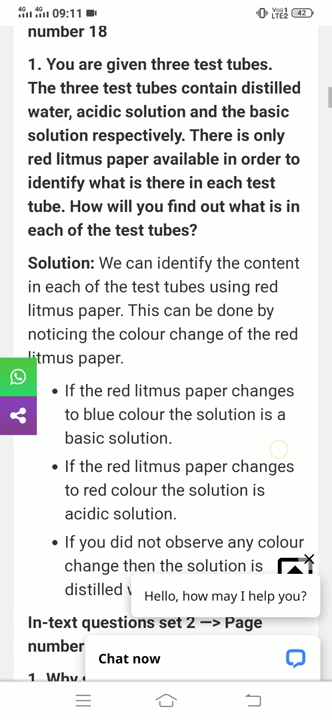 4G 4G 09:11 Vo)) 1 LTE2 42
number 18
1. You are given three test tubes.
The three test tubes contain distilled
water, acidic solution and the basic
solution respectively. There is only
red litmus paper available in order to
identify what is there in each test
tube. How will you find out what is in
each of the test tubes?
Solution: We can identify the content
in each of the test tubes using red
litmus paper. This can be done by
noticing the colour change of the red
litmus paper.
• If the red litmus paper changes
to blue colour the solution is a
basic solution.
• If the red litmus paper changes
to red colour the solution is
acidic solution.
• If you did not observe any colour
change then the solution is
distilled
Hello, how may I help you?
In-text questions set 2 —> Page
number
Chat now
1. Why